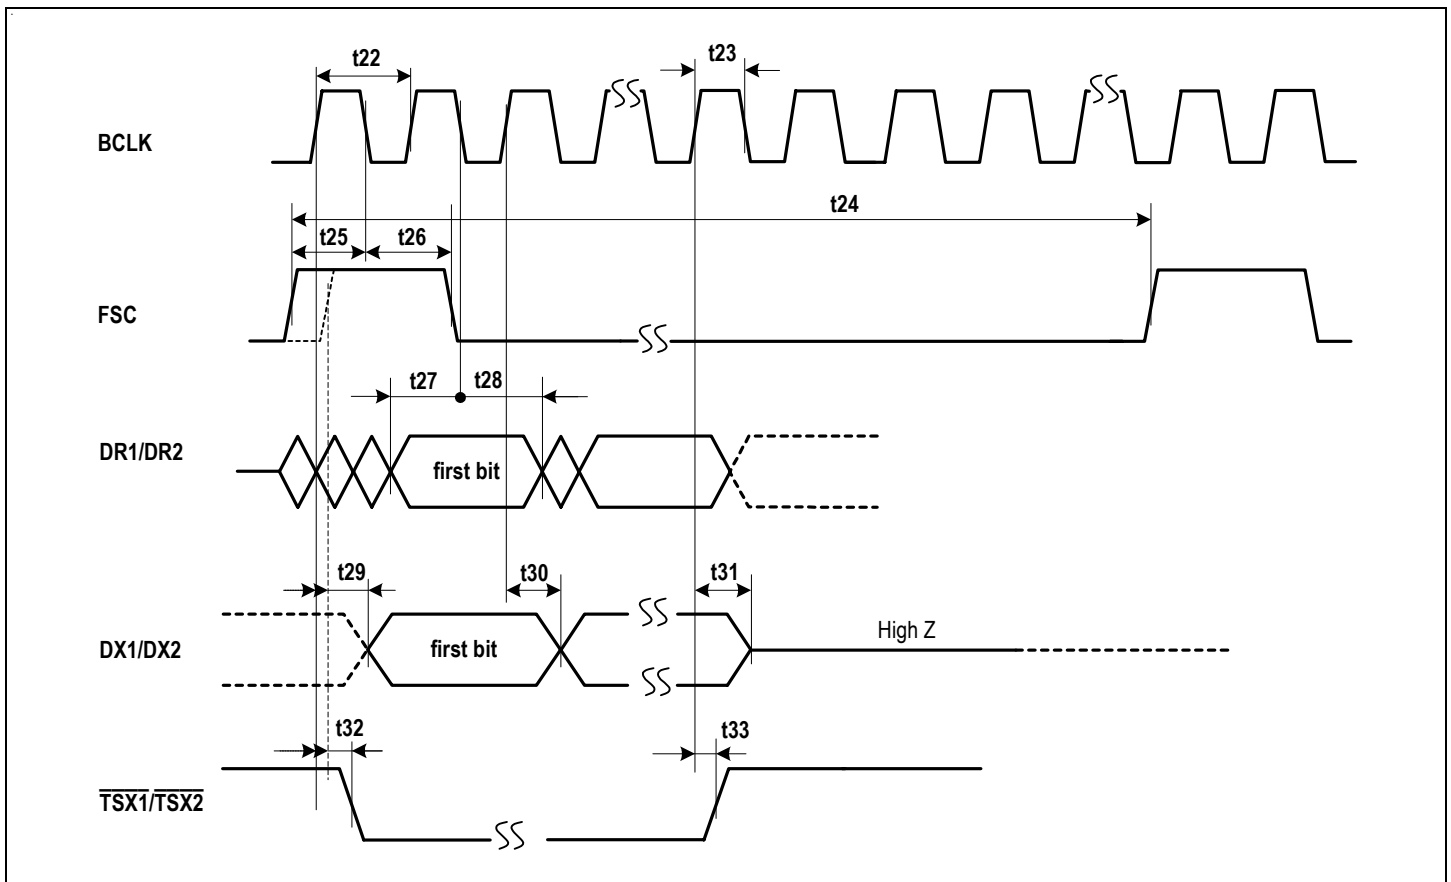 t22
t23
BCLK
t24
t25
t26
FSC
t27
t28
DR1/DR2
first bit
t29
t30
t31
DX1/DX2
first bit
High Z
t32
t33
TSX1/TSX2